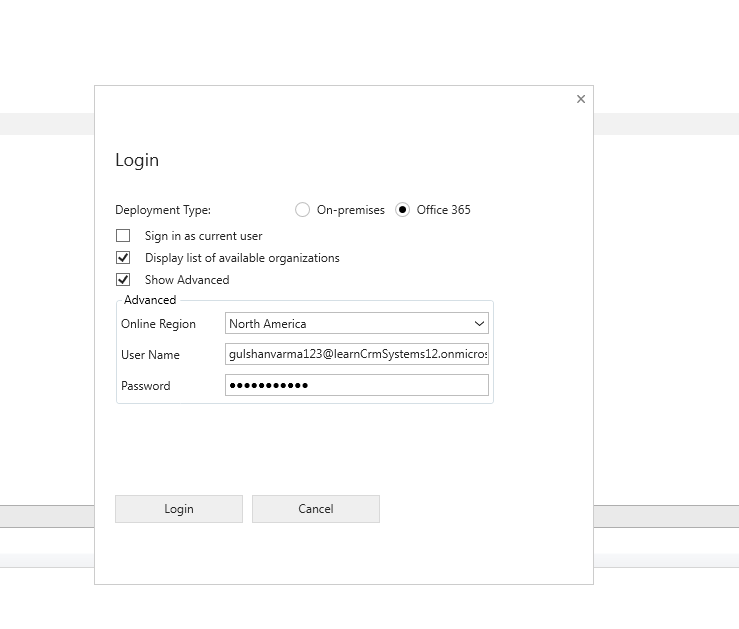 Login
Deployment Type: On-premises Office 365
Sign in as current user
Display list of available organizations
Show Advanced
Advanced
Online Region North America
User Name gulshanvarma123@learnCrmSystems12.onmicros
Password ●●●●●●●●●●●
Login Cancel